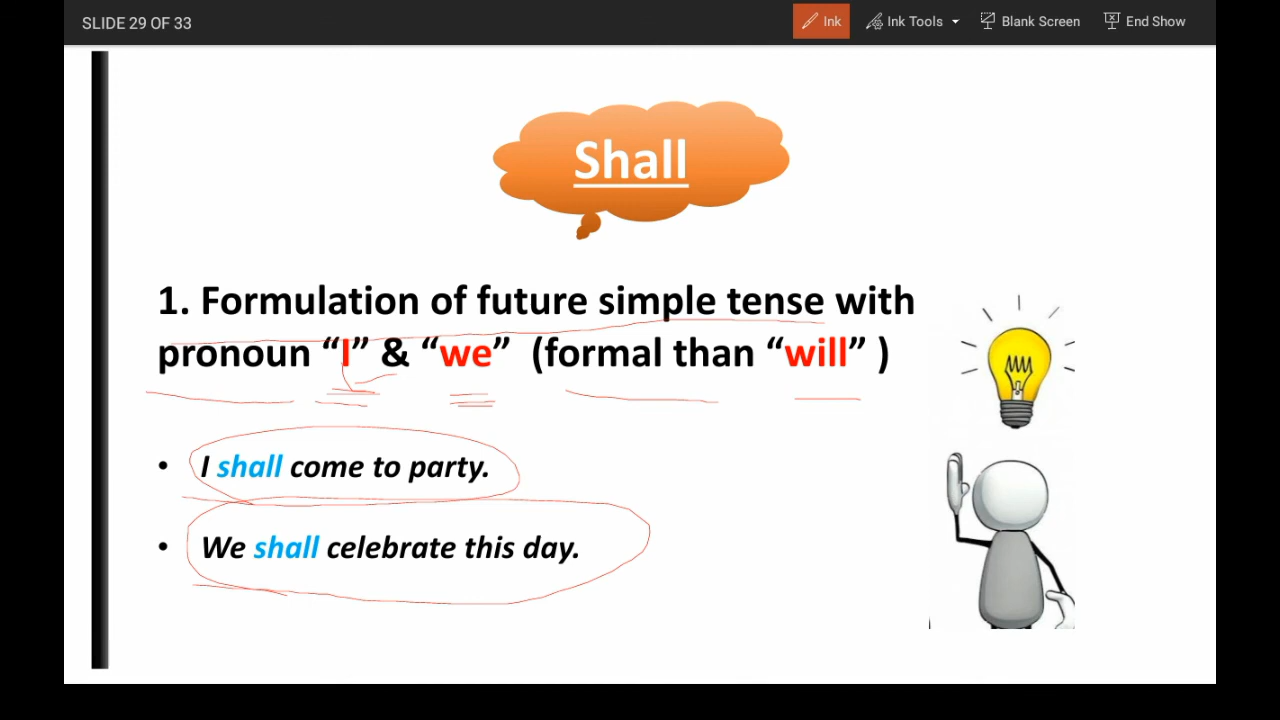 SLIDE 29 OF 33
Ink
Ink Tools
Blank Screen
End Show
Shall
1. Formulation of future simple tense with
pronoun “I” & “we” (formal than “will” )
• I shall come to party.
• We shall celebrate this day.